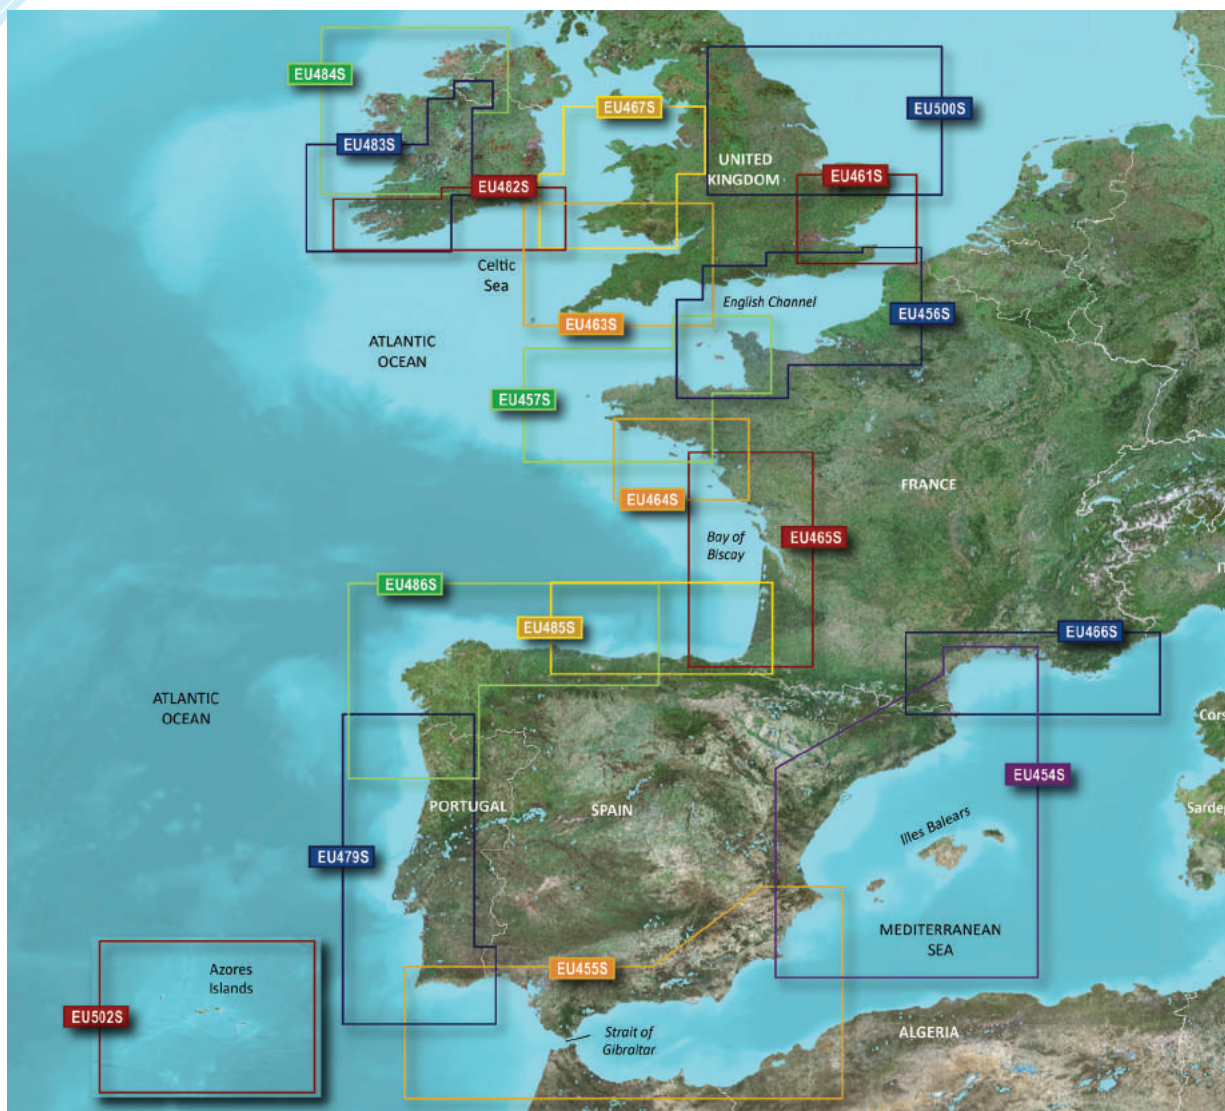 EU484S
EU467S
EU500S
EU483S
UNITED
KINGDOM
EU461S
EU482S
Celtic
Sea
English Channel
EU463S
EU456S
ATLANTIC
OCEAN
EU457S
FRANCE
EU464S
Bay of
Biscay
EU465S
EU486S
EU485S
EU466S
ATLANTIC
OCEAN
Cor
EU454S
PORTUGAL
SPAIN
Sarde
Illes Balears
EU479S
MEDITERRANEAN
SEA
EU455S
Azores
Islands
EU502S
Strait of
Gibraltar
ALGERIA